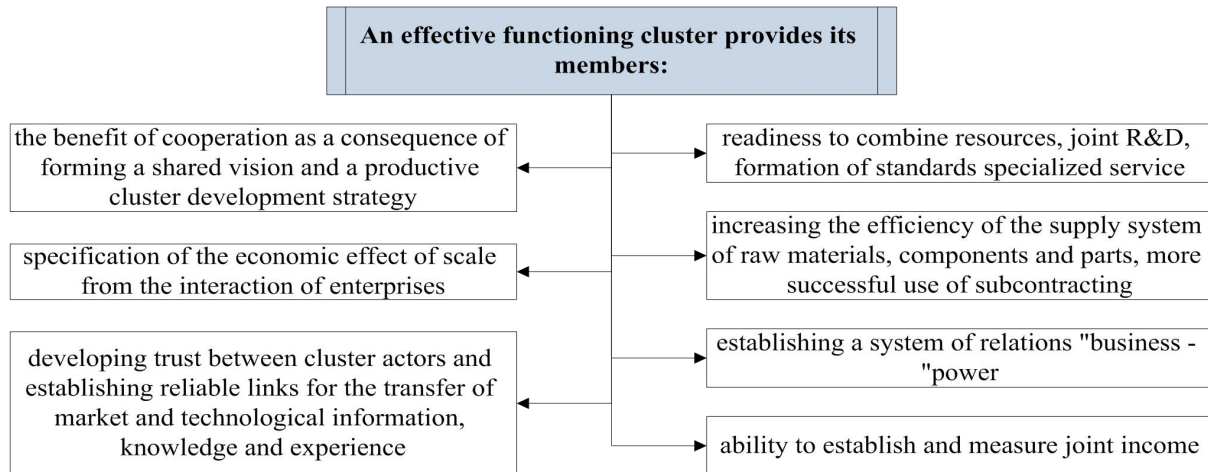 An effective functioning cluster provides its
members:
the benefit of cooperation as a consequence of
forming a shared vision and a productive
cluster development strategy
specification of the economic effect of scale
from the interaction of enterprises
developing trust between cluster actors and
establishing reliable links for the transfer of
market and technological information,
knowledge and experience
readiness to combine resources, joint R&D,
formation of standards specialized service
increasing the efficiency of the supply system
of raw materials, components and parts, more
successful use of subcontracting
establishing a system of relations "business -
"power
ability to establish and measure joint income